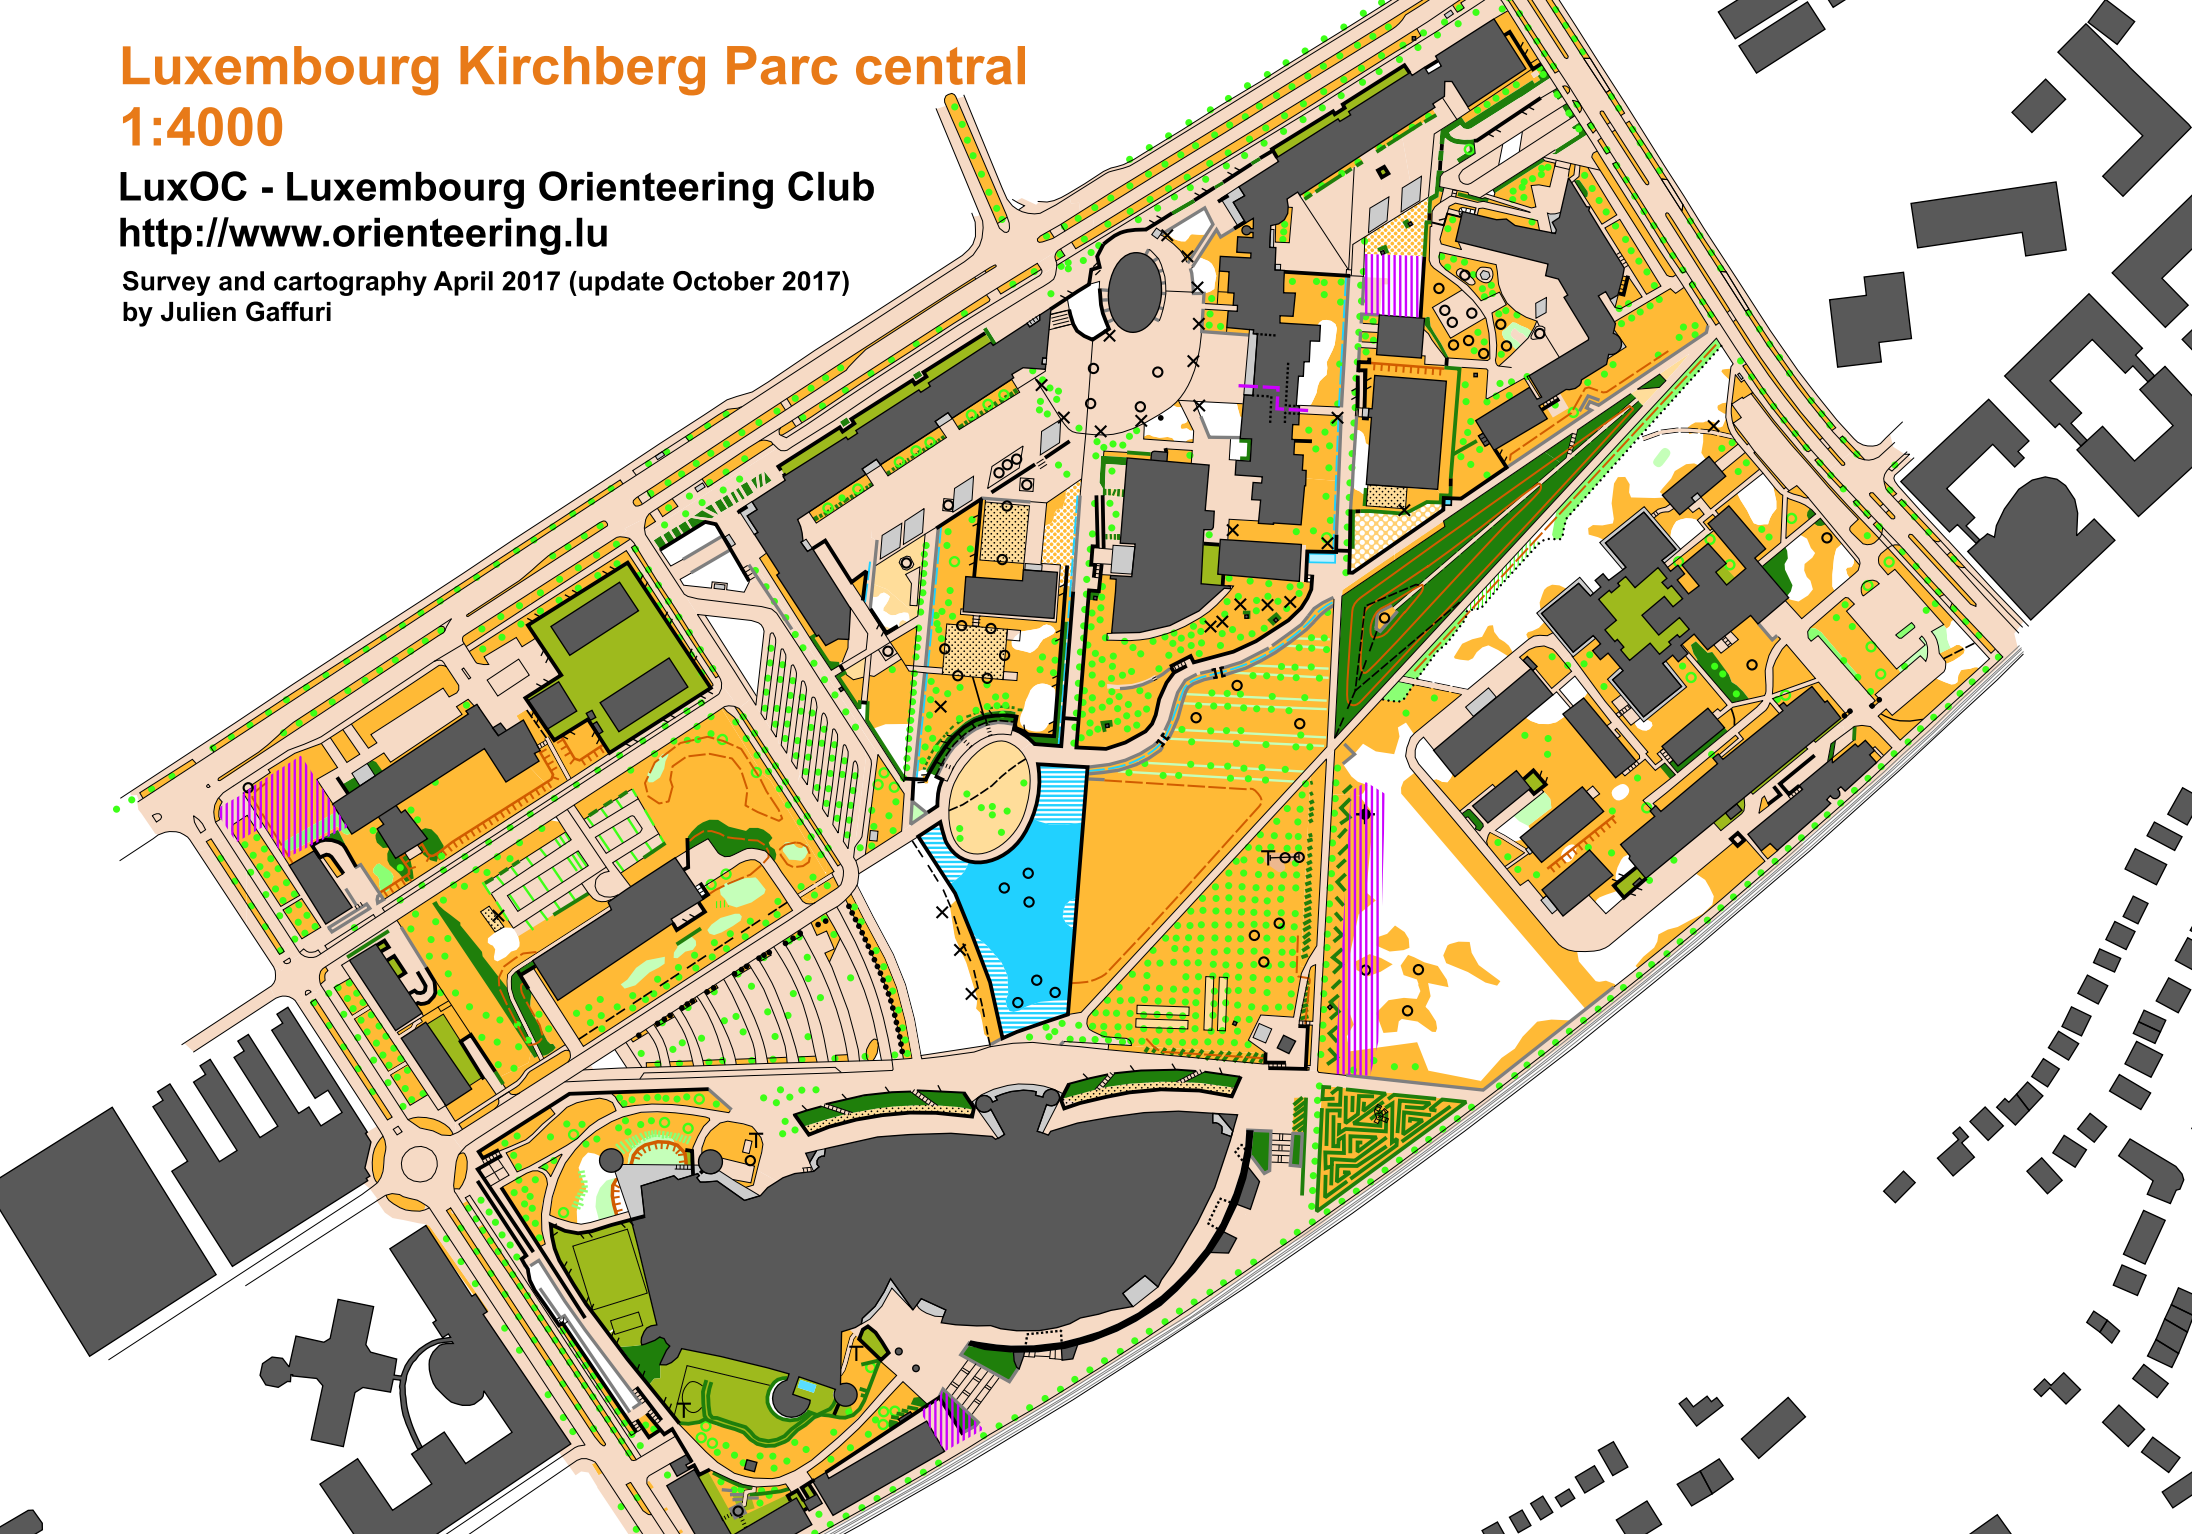 Luxembourg Kirchberg Parc central
1:4000
LuxOC - Luxembourg Orienteering Club
http://www.orienteering.lu
Survey and cartography April 2017 (update October 2017)
by Julien Gaffuri